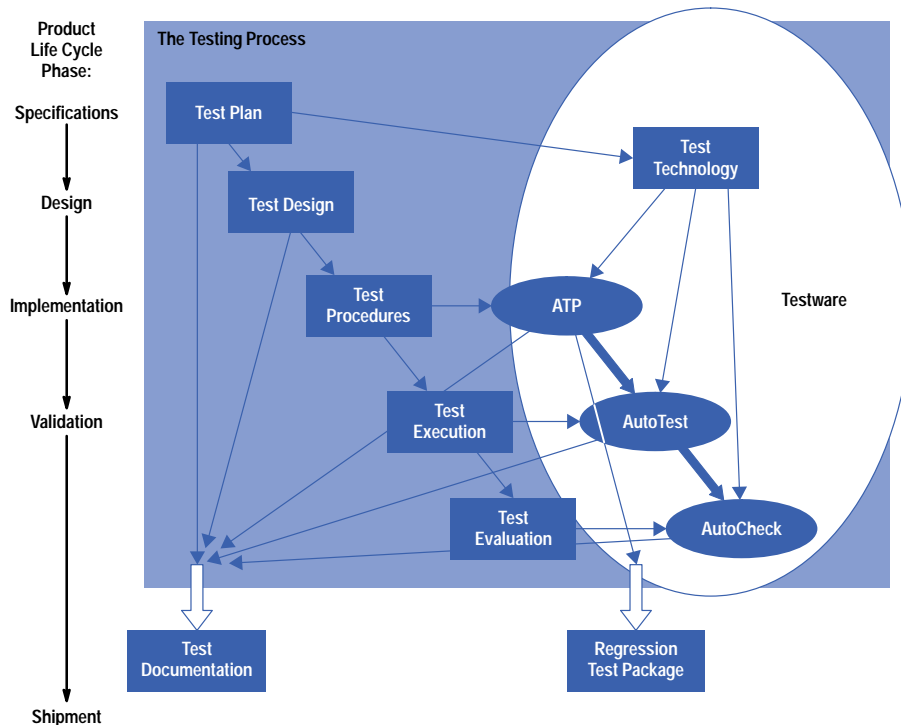 Product
Life Cycle
Phase:
The Testing Process
Specifications
Test Plan
Test
Technology
Design
Test Design
Implementation
Test
Procedures
ATP
Testware
Validation
Test
Execution
AutoTest
Test
Evaluation
AutoCheck
Test
Documentation
Regression
Test Package
Shipment